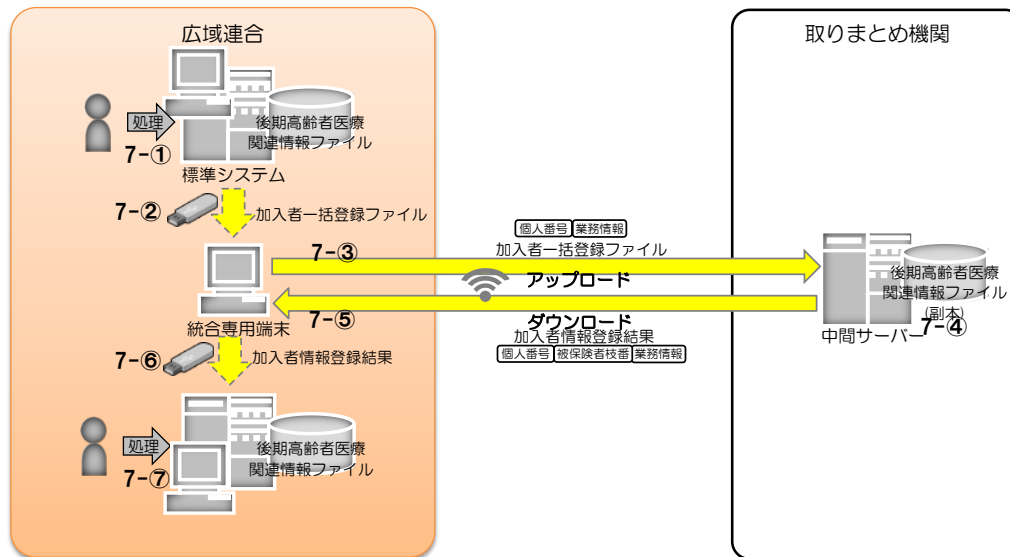 広域連合
取りまとめ機関
処理
7-①
後期高齢者医療
関連情報ファイル
標準システム
7-②
加入者一括登録ファイル
個人番号 業務情報
加入者一括登録ファイル
7-③
アップロード
後期高齢者医療
関連情報ファイル
(副本)
7-④
中間サーバー
7-⑤
ダウンロード
加入者情報登録結果
個人番号 被保険者枝番 業務情報
統合専用端末
7-⑥
加入者情報登録結果
処理
7-⑦
後期高齢者医療
関連情報ファイル